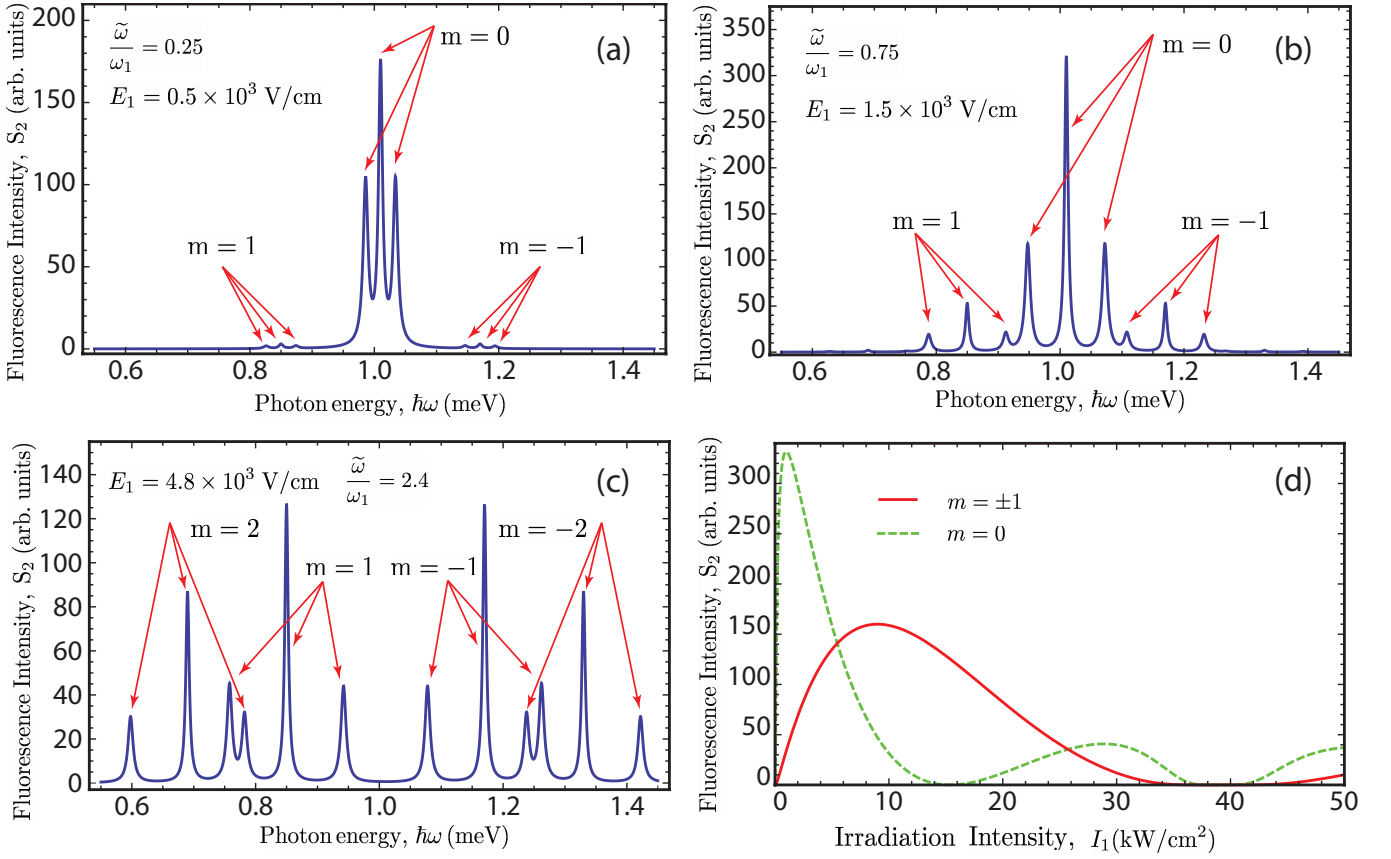 (a)
ω̃/ω₁ = 0.25
E₁ = 0.5 × 10³ V/cm
m = 0
m = 1
m = −1
Fluorescence Intensity, S₂ (arb. units)
200
150
100
50
0
0.6 0.8 1.0 1.2 1.4
Photon energy, ħω (meV)
(b)
ω̃/ω₁ = 0.75
E₁ = 1.5 × 10³ V/cm
m = 0
m = 1
m = −1
Fluorescence Intensity, S₂ (arb. units)
350
300
250
200
150
100
50
0
0.6 0.8 1.0 1.2 1.4
Photon energy, ħω (meV)
(c)
E₁ = 4.8 × 10³ V/cm ω̃/ω₁ = 2.4
m = 2
m = −2
m = 1
m = −1
Fluorescence Intensity, S₂ (arb. units)
140
120
100
80
60
40
20
0
0.6 0.8 1.0 1.2 1.4
Photon energy, ħω (meV)
(d)
m = ±1
m = 0
Fluorescence Intensity, S₂ (arb. units)
300
250
200
150
100
50
0
0 10 20 30 40 50
Irradiation Intensity, I₁(kW/cm²)